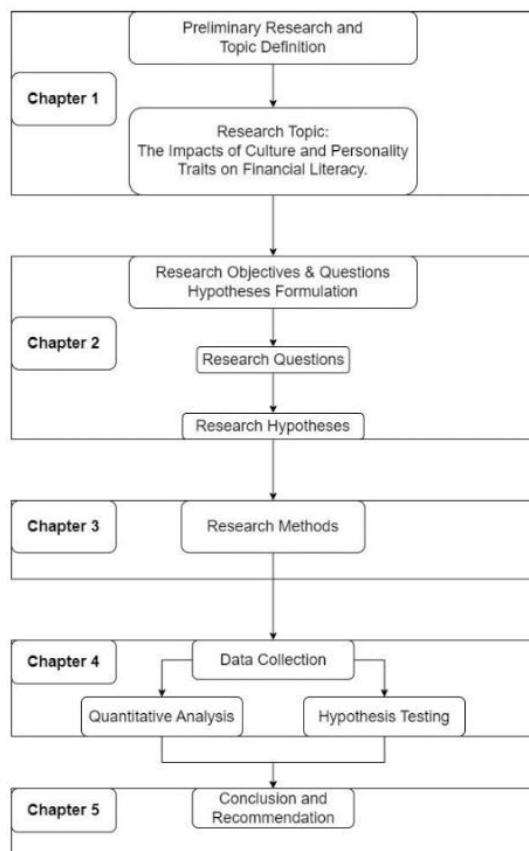 Preliminary Research and
Topic Definition
Chapter 1
Research Topic:
The Impacts of Culture and Personality
Traits on Financial Literacy.
Research Objectives & Questions
Hypotheses Formulation
Chapter 2
Research Questions
Research Hypotheses
Chapter 3
Research Methods
Chapter 4
Data Collection
Quantitative Analysis
Hypothesis Testing
Chapter 5
Conclusion and
Recommendation